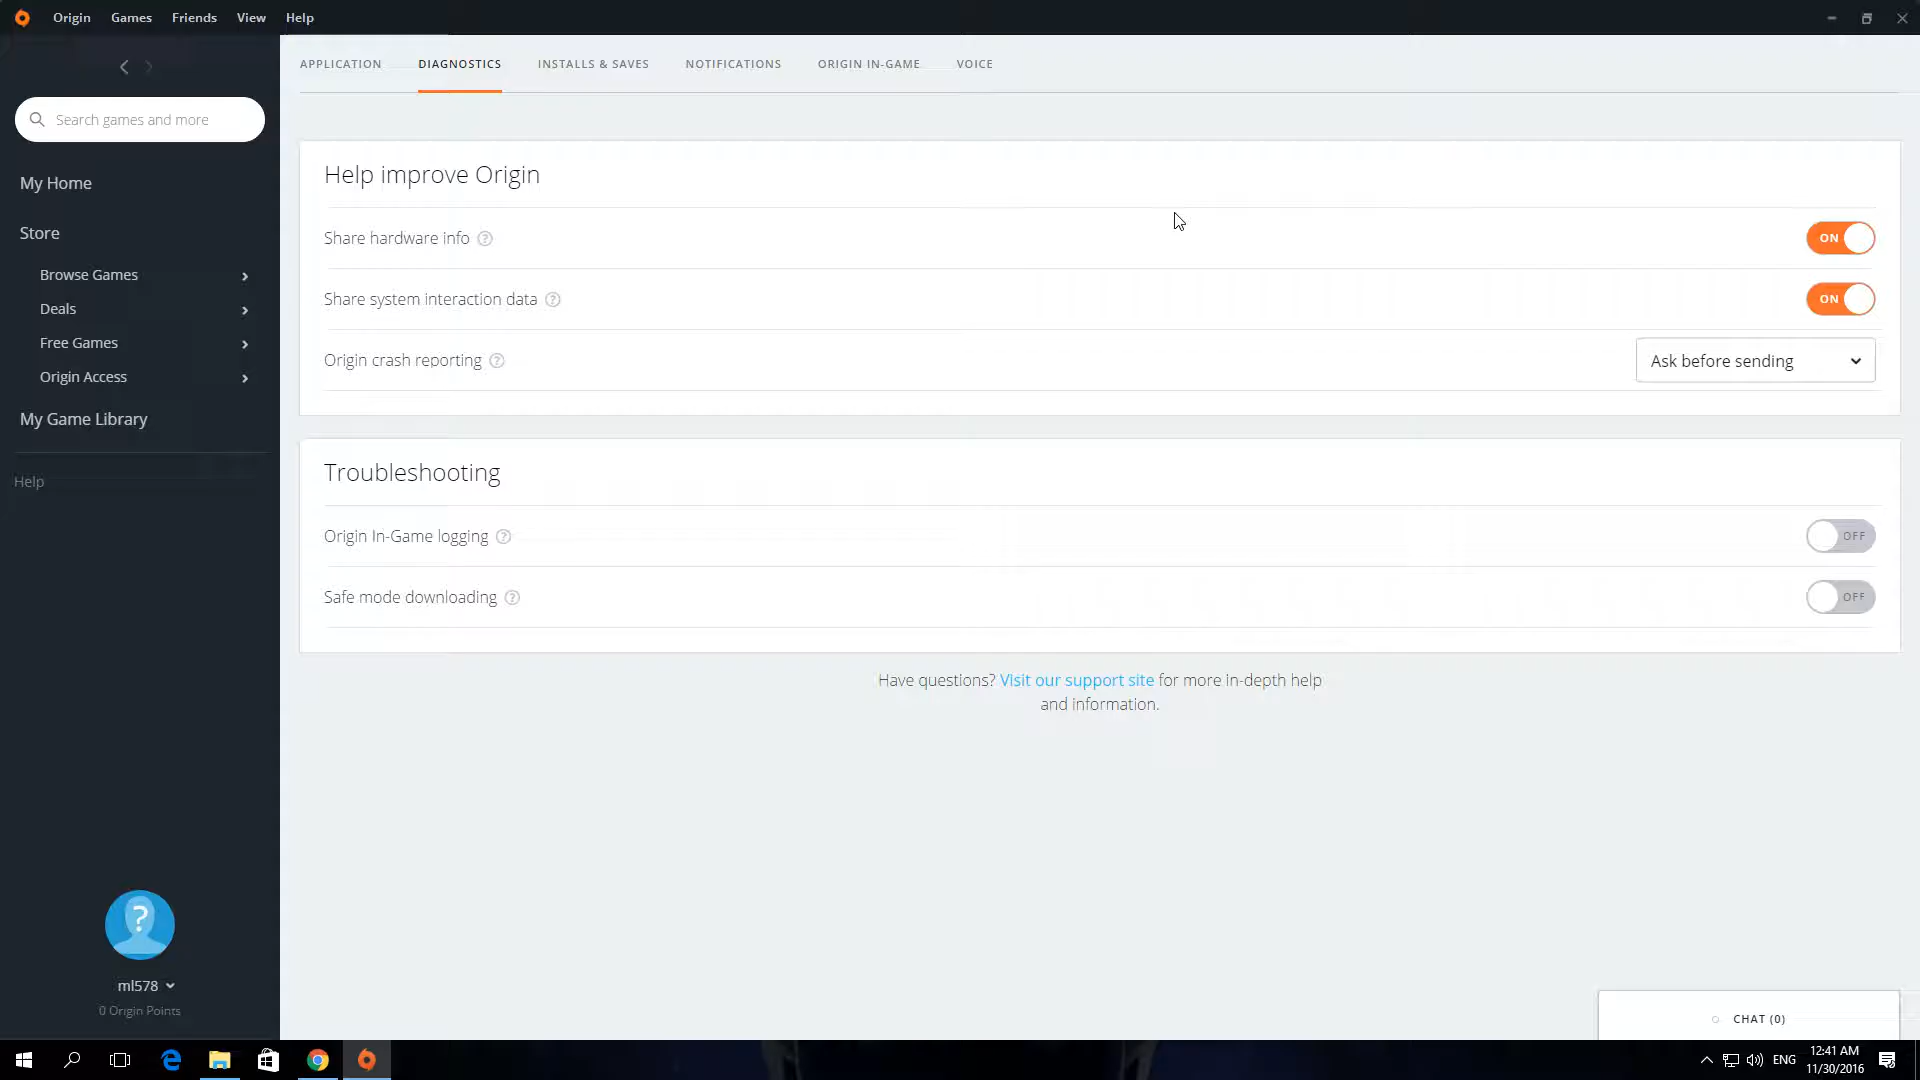 Origin Games Friends View Help
APPLICATION DIAGNOSTICS INSTALLS & SAVES NOTIFICATIONS ORIGIN IN-GAME VOICE
Search games and more
My Home
Store
Browse Games
Deals
Free Games
Origin Access
My Game Library
Help
Help improve Origin
Share hardware info ? ON
Share system interaction data ? ON
Origin crash reporting ? Ask before sending
Troubleshooting
Origin In-Game logging ? OFF
Safe mode downloading ? OFF
Have questions? Visit our support site for more in-depth help
and information.
?
ml578
0 Origin Points
CHAT (0)
ENG
12:41 AM
11/30/2016